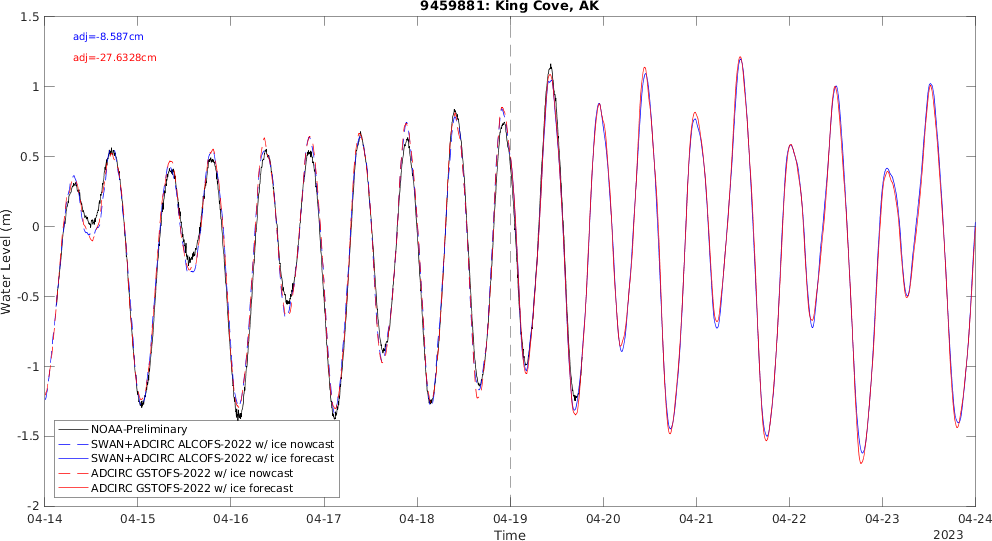 9459881: King Cove, AK
adj=-8.587cm
adj=-27.6328cm
1.5
1
0.5
0
-0.5
-1
-1.5
-2
Water Level (m)
NOAA-Preliminary
SWAN+ADCIRC ALCOFS-2022 w/ ice nowcast
SWAN+ADCIRC ALCOFS-2022 w/ ice forecast
ADCIRC GSTOFS-2022 w/ ice nowcast
ADCIRC GSTOFS-2022 w/ ice forecast
04-14 04-15 04-16 04-17 04-18 04-19 04-20 04-21 04-22 04-23 04-24
Time
2023